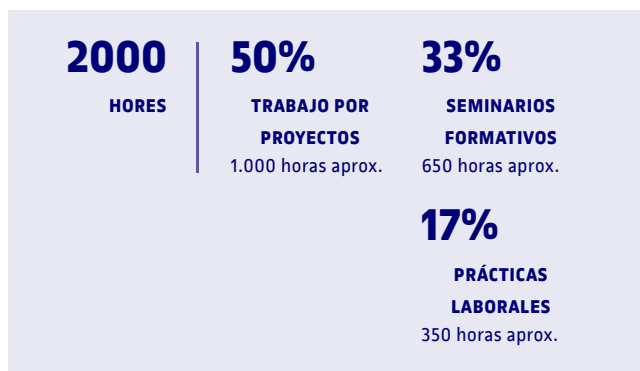 2000
HORES
50%
TRABAJO POR
PROYECTOS
1.000 horas aprox.
33%
SEMINARIOS
FORMATIVOS
650 horas aprox.
17%
PRÁCTICAS
LABORALES
350 horas aprox.